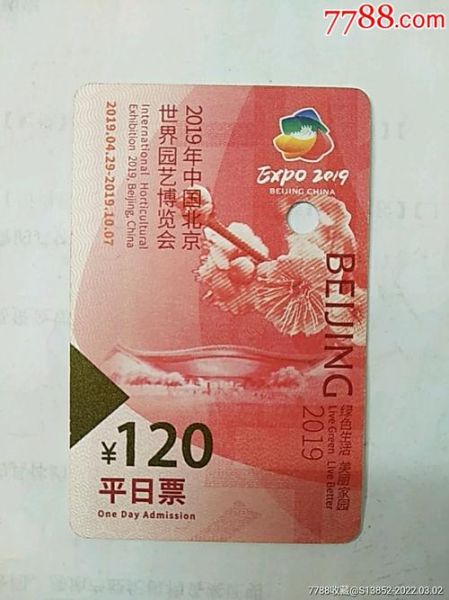 7788.com
2019年中国北京
世界园艺博览会
International Horticultural
Exhibition 2019, Beijing, China
2019.04.29-2019.10.07
Expo 2019
BEIJING CHINA
BEIJING
2019
绿色生活 美丽家园
Live Green Live Better
¥120
平日票
One Day Admission
7788收藏@S13852-2022.03.02